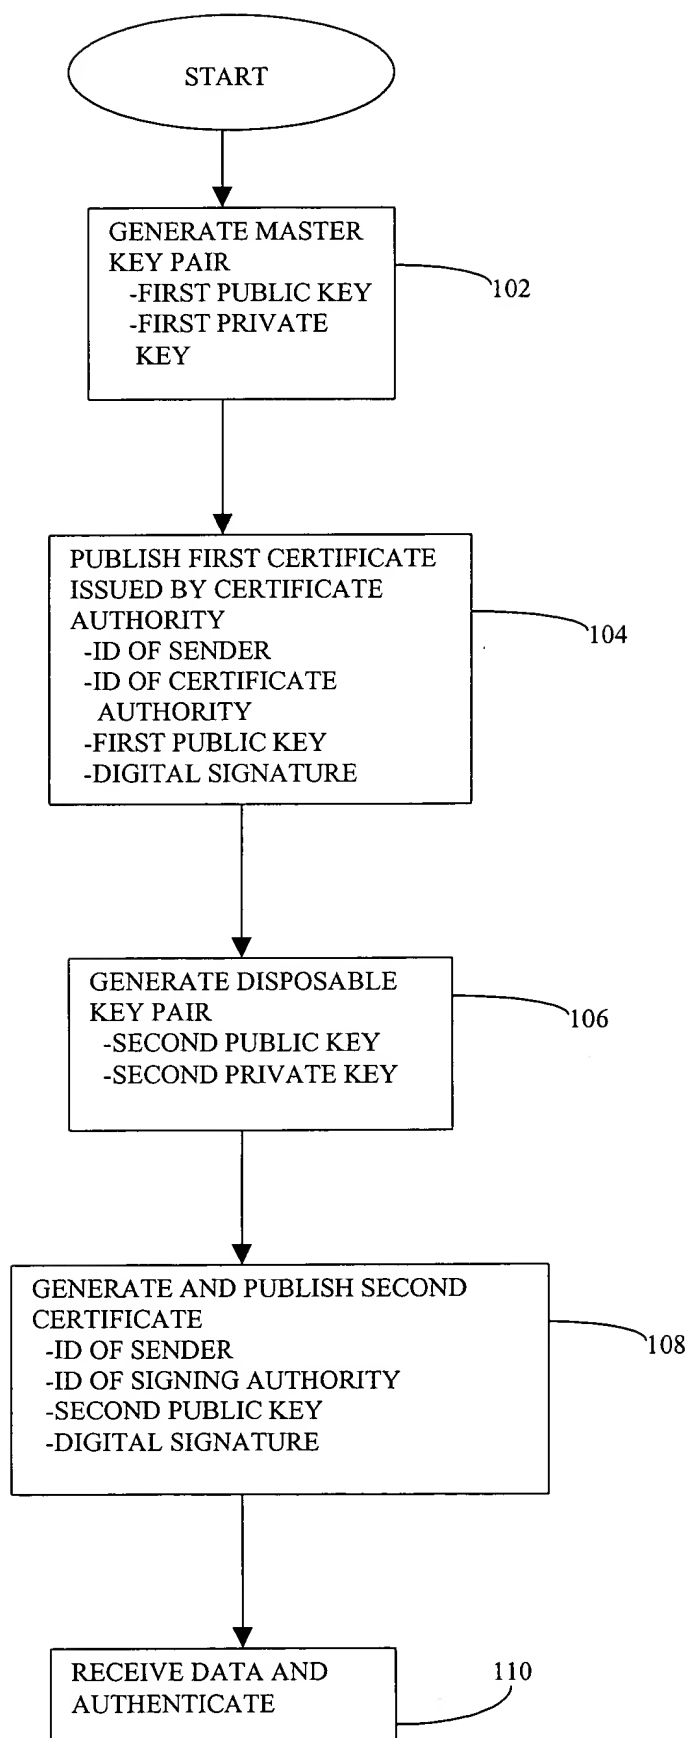 START
GENERATE MASTER
KEY PAIR
-FIRST PUBLIC KEY
-FIRST PRIVATE
KEY
102
PUBLISH FIRST CERTIFICATE
ISSUED BY CERTIFICATE
AUTHORITY
-ID OF SENDER
-ID OF CERTIFICATE
AUTHORITY
-FIRST PUBLIC KEY
-DIGITAL SIGNATURE
104
GENERATE DISPOSABLE
KEY PAIR
-SECOND PUBLIC KEY
-SECOND PRIVATE KEY
106
GENERATE AND PUBLISH SECOND
CERTIFICATE
-ID OF SENDER
-ID OF SIGNING AUTHORITY
-SECOND PUBLIC KEY
-DIGITAL SIGNATURE
108
RECEIVE DATA AND
AUTHENTICATE
110